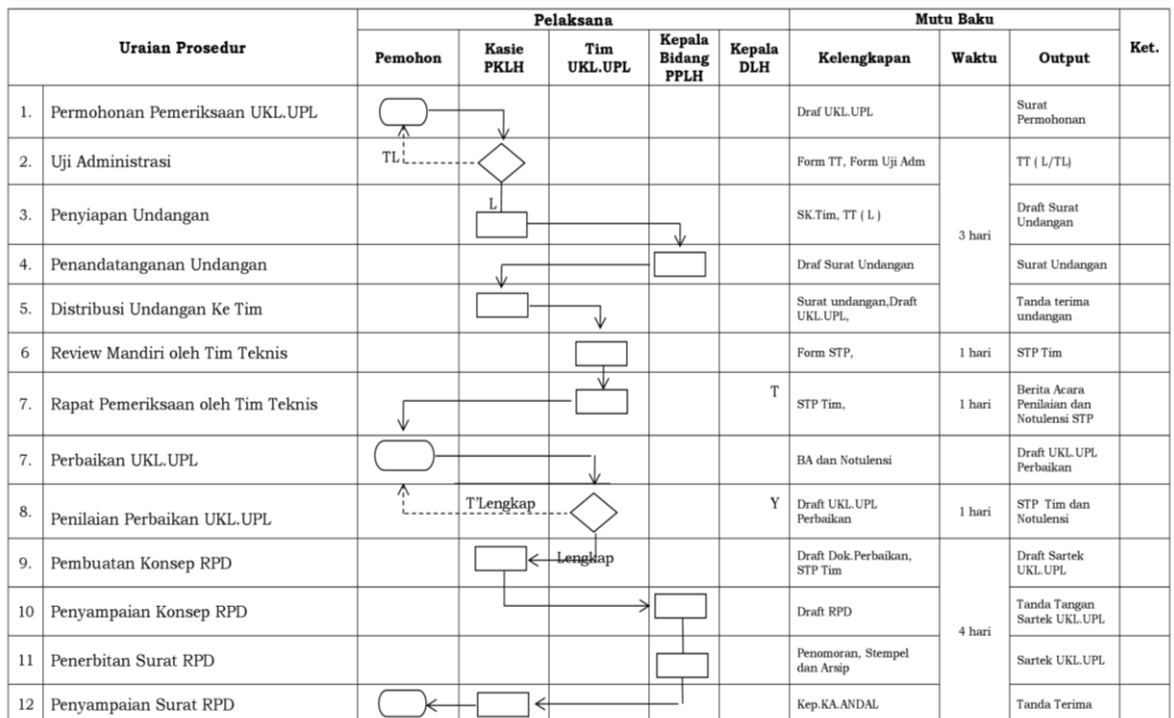 Uraian Prosedur
Pelaksana
Mutu Baku
Ket.
Pemohon
Kasie
PKLH
Tim
UKL.UPL
Kepala
Bidang
PPLH
Kepala
DLH
Kelengkapan
Waktu
Output
1. Permohonan Pemeriksaan UKL.UPL
Draf UKL.UPL
Surat
Permohonan
2. Uji Administrasi
TL
Form TT, Form Uji Adm
TT ( L/TL)
3. Penyiapan Undangan
L
SK.Tim, TT ( L )
3 hari
Draft Surat
Undangan
4. Penandatanganan Undangan
Draf Surat Undangan
Surat Undangan
5. Distribusi Undangan Ke Tim
Surat undangan,Draft
UKL.UPL,
Tanda terima
undangan
6 Review Mandiri oleh Tim Teknis
Form STP,
1 hari
STP Tim
7. Rapat Pemeriksaan oleh Tim Teknis
T
STP Tim,
1 hari
Berita Acara
Penilaian dan
Notulensi STP
7. Perbaikan UKL.UPL
BA dan Notulensi
Draft UKL.UPL
Perbaikan
8. Penilaian Perbaikan UKL.UPL
T'Lengkap
Y
Draft UKL.UPL
Perbaikan
1 hari
STP Tim dan
Notulensi
9. Pembuatan Konsep RPD
Lengkap
Draft Dok.Perbaikan,
STP Tim
Draft Sartek
UKL.UPL
10 Penyampaian Konsep RPD
Draft RPD
4 hari
Tanda Tangan
Sartek UKL.UPL
11 Penerbitan Surat RPD
Penomoran, Stempel
dan Arsip
Sartek UKL.UPL
12 Penyampaian Surat RPD
Kep.KA.ANDAL
Tanda Terima